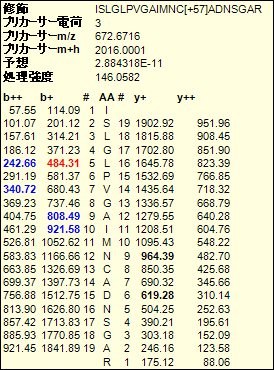 修飾 ISLGLPVGAIMNC[+57]ADNSGAR
プリカーサー電荷 3
プリカーサーm/z 672.6716
プリカーサーm+h 2016.0001
予想 2.884318E-11
処理強度 146.0582
b++ b+ # AA # y+ y++
57.55 114.09 1 I
101.07 201.12 2 S 19 1902.92 951.96
157.61 314.21 3 L 18 1815.88 908.45
186.12 371.23 4 G 17 1702.80 851.90
242.66 484.31 5 L 16 1645.78 823.39
291.19 581.37 6 P 15 1532.69 766.85
340.72 680.43 7 V 14 1435.64 718.32
369.23 737.46 8 G 13 1336.57 668.79
404.75 808.49 9 A 12 1279.55 640.28
461.29 921.58 10 I 11 1208.51 604.76
526.81 1052.62 11 M 10 1095.43 548.22
583.83 1166.66 12 N 9 964.39 482.70
663.85 1326.69 13 C 8 850.35 425.68
699.37 1397.73 14 A 7 690.32 345.66
756.88 1512.75 15 D 6 619.28 310.14
813.90 1626.80 16 N 5 504.25 252.63
857.42 1713.83 17 S 4 390.21 195.61
885.93 1770.85 18 G 3 303.18 152.09
921.45 1841.89 19 A 2 246.16 123.58
R 1 175.12 88.06